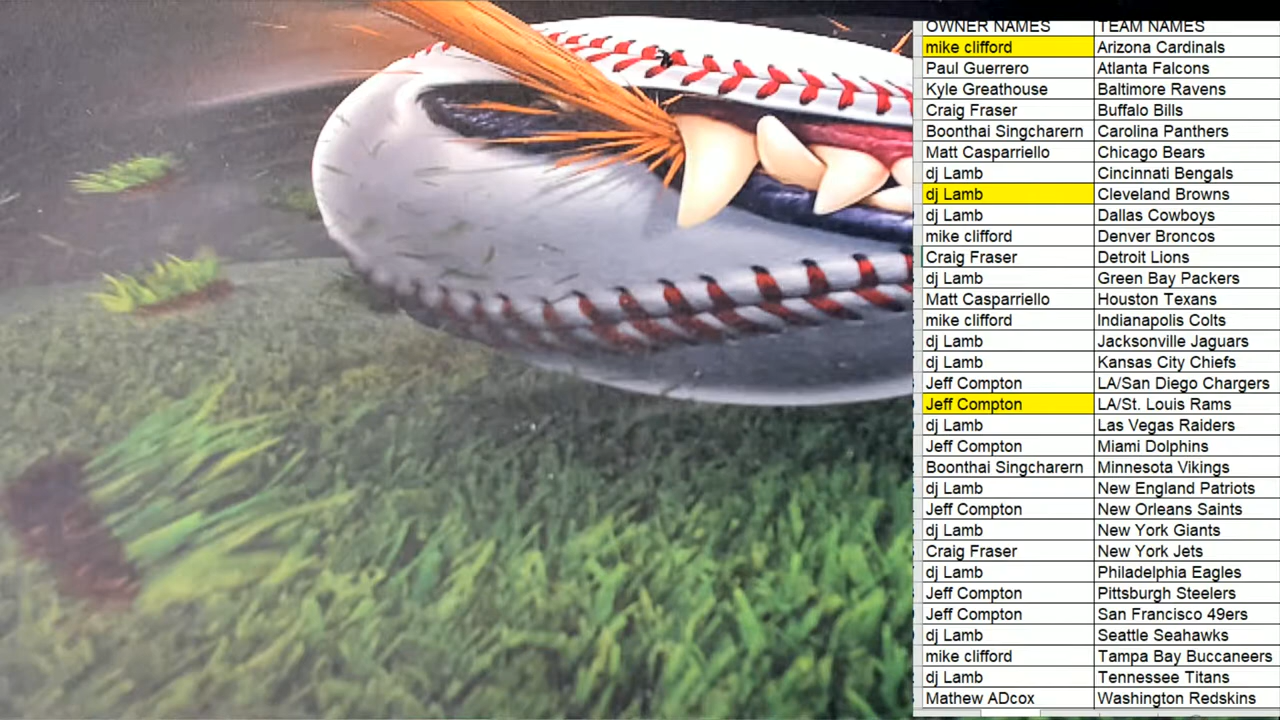 OWNER NAMES TEAM NAMES
mike clifford Arizona Cardinals
Paul Guerrero Atlanta Falcons
Kyle Greathouse Baltimore Ravens
Craig Fraser Buffalo Bills
Boonthai Singcharern Carolina Panthers
Matt Casparriello Chicago Bears
dj Lamb Cincinnati Bengals
dj Lamb Cleveland Browns
dj Lamb Dallas Cowboys
mike clifford Denver Broncos
Craig Fraser Detroit Lions
dj Lamb Green Bay Packers
Matt Casparriello Houston Texans
mike clifford Indianapolis Colts
dj Lamb Jacksonville Jaguars
dj Lamb Kansas City Chiefs
Jeff Compton LA/San Diego Chargers
Jeff Compton LA/St. Louis Rams
dj Lamb Las Vegas Raiders
Jeff Compton Miami Dolphins
Boonthai Singcharern Minnesota Vikings
dj Lamb New England Patriots
Jeff Compton New Orleans Saints
dj Lamb New York Giants
Craig Fraser New York Jets
dj Lamb Philadelphia Eagles
Jeff Compton Pittsburgh Steelers
Jeff Compton San Francisco 49ers
dj Lamb Seattle Seahawks
mike clifford Tampa Bay Buccaneers
dj Lamb Tennessee Titans
Mathew ADcox Washington Redskins